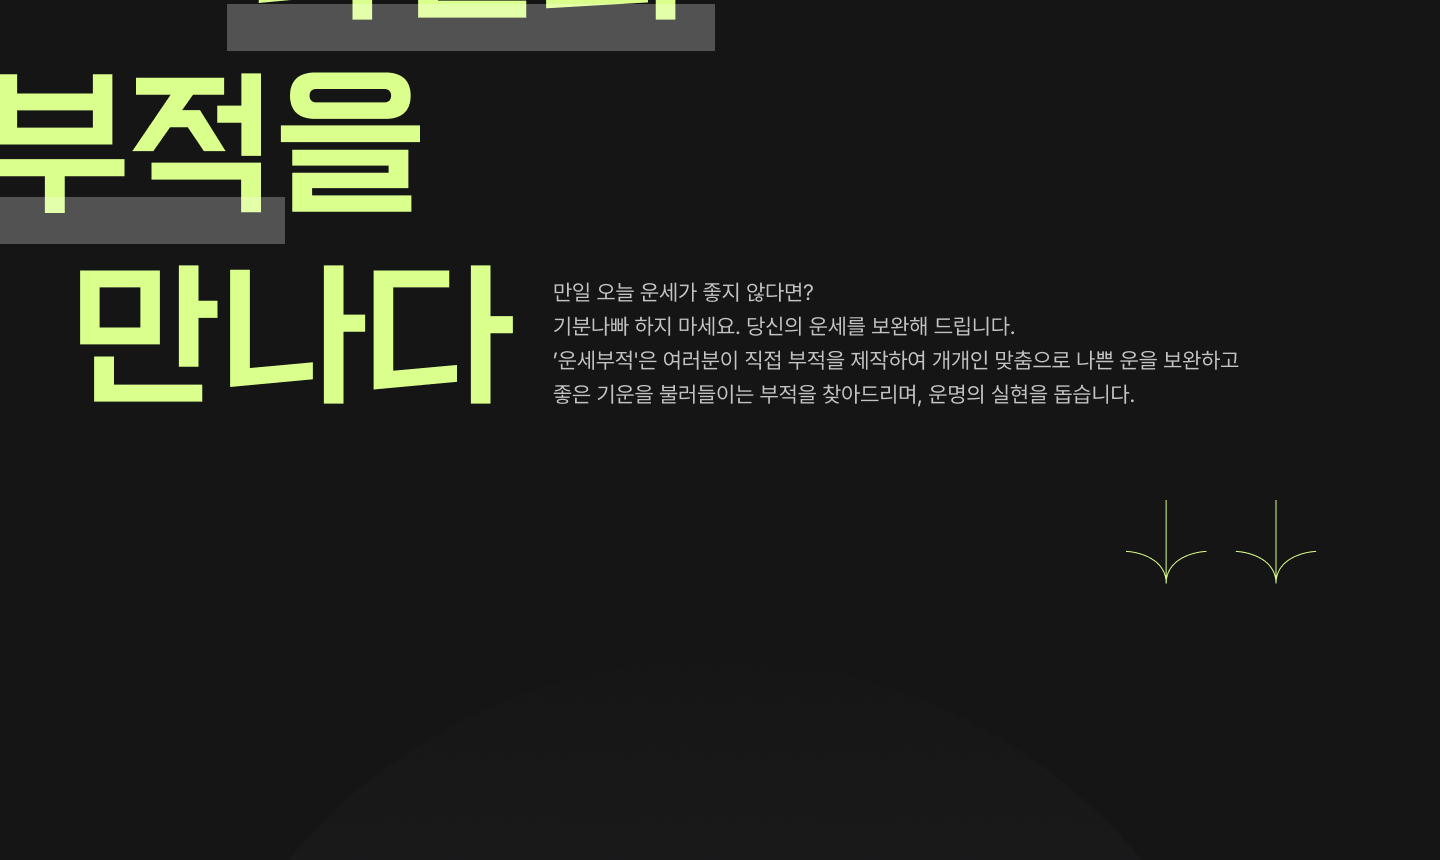 부적을
만나다
만일 오늘 운세가 좋지 않다면?
기분나빠 하지 마세요. 당신의 운세를 보완해 드립니다.
'운세부적'은 여러분이 직접 부적을 제작하여 개개인 맞춤으로 나쁜 운을 보완하고
좋은 기운을 불러들이는 부적을 찾아드리며, 운명의 실현을 돕습니다.